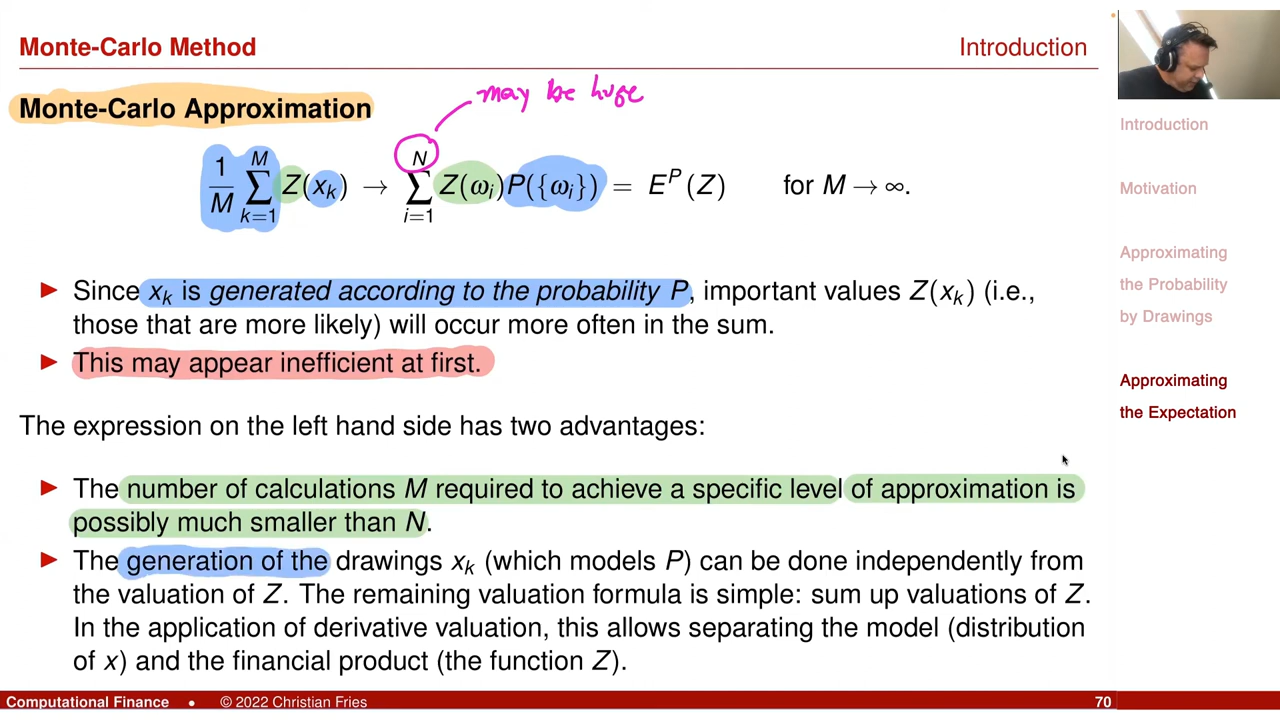 Monte-Carlo Method
Introduction
may be huge
Monte-Carlo Approximation
1/M ∑_{k=1}^{M} Z(x_k) → ∑_{i=1}^{N} Z(ω_i)P({ω_i}) = E^P(Z) for M → ∞.
► Since x_k is generated according to the probability P, important values Z(x_k) (i.e.,
those that are more likely) will occur more often in the sum.
► This may appear inefficient at first.
The expression on the left hand side has two advantages:
► The number of calculations M required to achieve a specific level of approximation is
possibly much smaller than N.
► The generation of the drawings x_k (which models P) can be done independently from
the valuation of Z. The remaining valuation formula is simple: sum up valuations of Z.
In the application of derivative valuation, this allows separating the model (distribution
of x) and the financial product (the function Z).
Introduction
Motivation
Approximating
the Probability
by Drawings
Approximating
the Expectation
Computational Finance • © 2022 Christian Fries
70